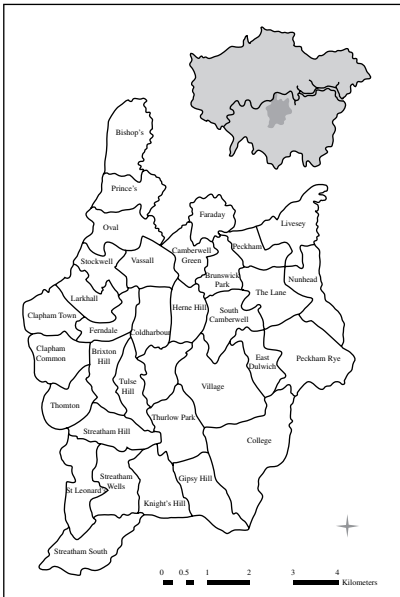 Bishop's
Prince's
Faraday
Livesey
Oval
Camberwell
Green
Peckham
Stockwell
Vassall
Brunswick
Park
Nunhead
The Lane
Larkhall
Clapham Town
Herne Hill
South
Camberwell
Ferndale
Coldharbour
Clapham
Common
Brixton
Hill
East
Dulwich
Peckham Rye
Tulse
Hill
Village
Thornton
Thurlow Park
Streatham Hill
College
Streatham
Wells
St Leonard's
Gipsy Hill
Knight's Hill
Streatham South
0 0.5 1 2 3 4
Kilometers